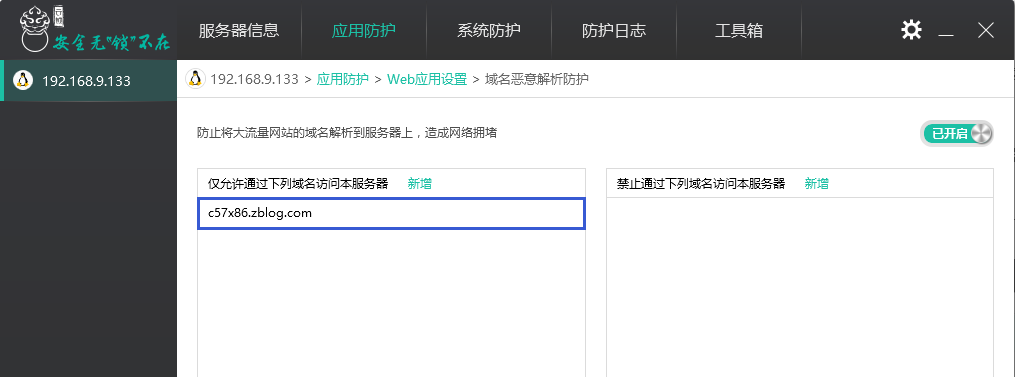 安全无"锁"不在
服务器信息 应用防护 系统防护 防护日志 工具箱
192.168.9.133
192.168.9.133 > 应用防护 > Web应用设置 > 域名恶意解析防护
防止将大流量网站的域名解析到服务器上，造成网络拥堵
已开启
仅允许通过下列域名访问本服务器 新增
c57x86.zblog.com
禁止通过下列域名访问本服务器 新增